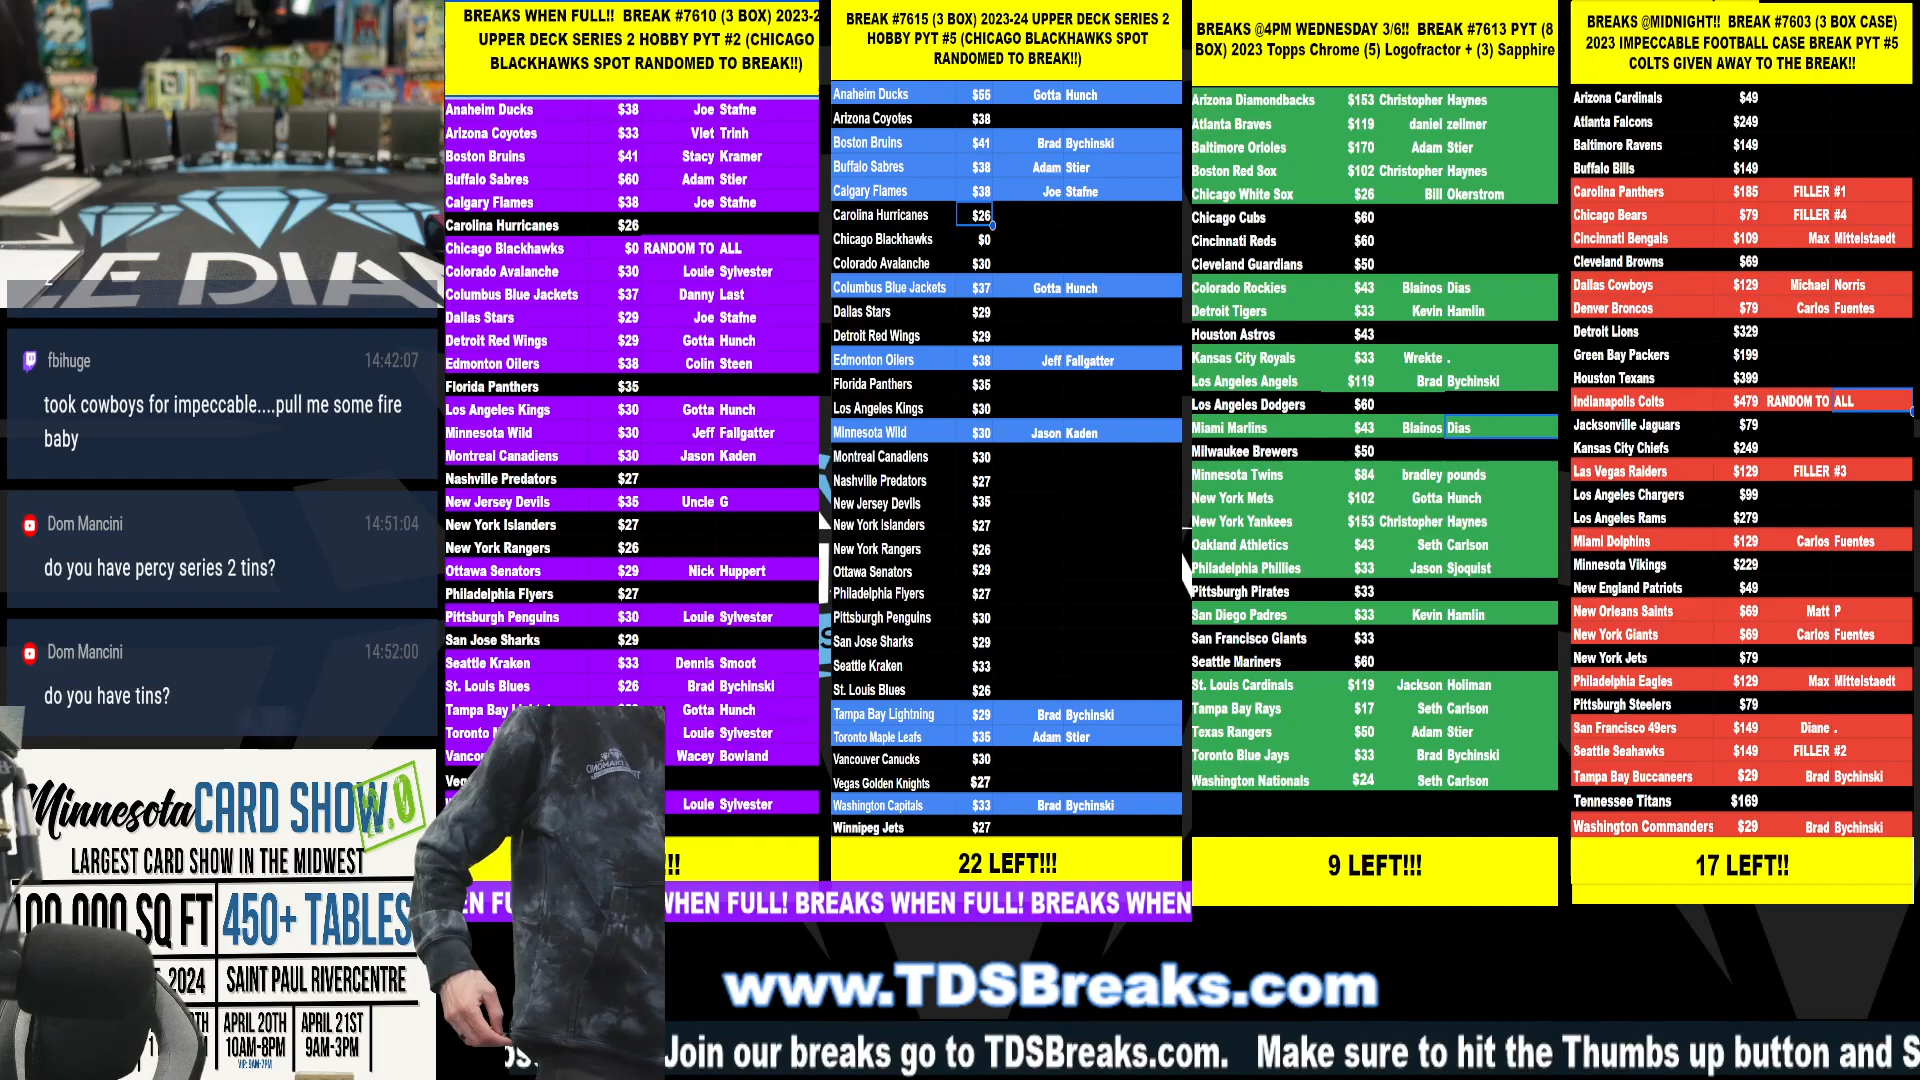 BREAKS WHEN FULL!! BREAK #7610 (3 BOX) 2023-2
UPPER DECK SERIES 2 HOBBY PYT #2 (CHICAGO
BLACKHAWKS SPOT RANDOMED TO BREAK!!)
Anaheim Ducks $38 Joe Stafne
Arizona Coyotes $33 Viet Trinh
Boston Bruins $41 Stacy Kramer
Buffalo Sabres $60 Adam Stier
Calgary Flames $38 Joe Stafne
Carolina Hurricanes $26
Chicago Blackhawks $0 RANDOM TO ALL
Colorado Avalanche $30 Louie Sylvester
Columbus Blue Jackets $37 Danny Last
Dallas Stars $29 Joe Stafne
Detroit Red Wings $29 Gotta Hunch
Edmonton Oilers $38 Colin Steen
Florida Panthers $35
Los Angeles Kings $30 Gotta Hunch
Minnesota Wild $30 Jeff Fallgatter
Montreal Canadiens $30 Jason Kaden
Nashville Predators $27
New Jersey Devils $35 Uncle G
New York Islanders $27
New York Rangers $26
Ottawa Senators $29 Nick Huppert
Philadelphia Flyers $27
Pittsburgh Penguins $30 Louie Sylvester
San Jose Sharks $29
Seattle Kraken $33 Dennis Smoot
St. Louis Blues $26 Brad Bychinski
Tampa Bay Gotta Hunch
Toronto M Louie Sylvester
Vancou Wacey Bowland
Veg
Louie Sylvester
!!
BREAK #7615 (3 BOX) 2023-24 UPPER DECK SERIES 2
HOBBY PYT #5 (CHICAGO BLACKHAWKS SPOT
RANDOMED TO BREAK!!)
Anaheim Ducks $55 Gotta Hunch
Arizona Coyotes $38
Boston Bruins $41 Brad Bychinski
Buffalo Sabres $38 Adam Stier
Calgary Flames $38 Joe Stafne
Carolina Hurricanes $26
Chicago Blackhawks $0
Colorado Avalanche $30
Columbus Blue Jackets $37 Gotta Hunch
Dallas Stars $29
Detroit Red Wings $29
Edmonton Oilers $38 Jeff Fallgatter
Florida Panthers $35
Los Angeles Kings $30
Minnesota Wild $30 Jason Kaden
Montreal Canadiens $30
Nashville Predators $27
New Jersey Devils $35
New York Islanders $27
New York Rangers $26
Ottawa Senators $29
Philadelphia Flyers $27
Pittsburgh Penguins $30
San Jose Sharks $29
Seattle Kraken $33
St. Louis Blues $26
Tampa Bay Lightning $29 Brad Bychinski
Toronto Maple Leafs $35 Adam Stier
Vancouver Canucks $30
Vegas Golden Knights $27
Washington Capitals $33 Brad Bychinski
Winnipeg Jets $27
22 LEFT!!!
BREAKS @4PM WEDNESDAY 3/6!! BREAK #7613 PYT (8
BOX) 2023 Topps Chrome (5) Logofractor + (3) Sapphire
Arizona Diamondbacks $153 Christopher Haynes
Atlanta Braves $119 daniel zellmer
Baltimore Orioles $170 Adam Stier
Boston Red Sox $102 Christopher Haynes
Chicago White Sox $26 Bill Okerstrom
Chicago Cubs $60
Cincinnati Reds $60
Cleveland Guardians $50
Colorado Rockies $43 Blainos Dias
Detroit Tigers $33 Kevin Hamlin
Houston Astros $43
Kansas City Royals $33 Wrekte .
Los Angeles Angels $119 Brad Bychinski
Los Angeles Dodgers $60
Miami Marlins $43 Blainos Dias
Milwaukee Brewers $50
Minnesota Twins $84 bradley pounds
New York Mets $102 Gotta Hunch
New York Yankees $153 Christopher Haynes
Oakland Athletics $43 Seth Carlson
Philadelphia Phillies $33 Jason Sjoquist
Pittsburgh Pirates $33
San Diego Padres $33 Kevin Hamlin
San Francisco Giants $33
Seattle Mariners $60
St. Louis Cardinals $119 Jackson Holiman
Tampa Bay Rays $17 Seth Carlson
Texas Rangers $50 Adam Stier
Toronto Blue Jays $33 Brad Bychinski
Washington Nationals $24 Seth Carlson
9 LEFT!!!
BREAKS @MIDNIGHT!! BREAK #7603 (3 BOX CASE)
2023 IMPECCABLE FOOTBALL CASE BREAK PYT #5
COLTS GIVEN AWAY TO THE BREAK!!
Arizona Cardinals $49
Atlanta Falcons $249
Baltimore Ravens $149
Buffalo Bills $149
Carolina Panthers $185 FILLER #1
Chicago Bears $79 FILLER #4
Cincinnati Bengals $109 Max Mittelstaedt
Cleveland Browns $69
Dallas Cowboys $129 Michael Norris
Denver Broncos $79 Carlos Fuentes
Detroit Lions $329
Green Bay Packers $199
Houston Texans $399
Indianapolis Colts $479 RANDOM TO ALL
Jacksonville Jaguars $79
Kansas City Chiefs $249
Las Vegas Raiders $129 FILLER #3
Los Angeles Chargers $99
Los Angeles Rams $279
Miami Dolphins $129 Carlos Fuentes
Minnesota Vikings $229
New England Patriots $49
New Orleans Saints $69 Matt P
New York Giants $69 Carlos Fuentes
New York Jets $79
Philadelphia Eagles $129 Max Mittelstaedt
Pittsburgh Steelers $79
San Francisco 49ers $149 Diane .
Seattle Seahawks $149 FILLER #2
Tampa Bay Buccaneers $29 Brad Bychinski
Tennessee Titans $169
Washington Commanders $29 Brad Bychinski
17 LEFT!!
fbihuge 14:42:07
took cowboys for impeccable....pull me some fire
baby
Dom Mancini 14:51:04
do you have percy series 2 tins?
Dom Mancini 14:52:00
do you have tins?
Minnesota CARD SHOW
.0
LARGEST CARD SHOW IN THE MIDWEST
100,000 SQ FT 450+ TABLES
2024 SAINT PAUL RIVERCENTRE
TH APRIL 20TH APRIL 21ST
10AM-8PM 9AM-3PM
VIP: 9AM-7PM
EN FU WHEN FULL! BREAKS WHEN FULL! BREAKS WHEN
www.TDSBreaks.com
Join our breaks go to TDSBreaks.com. Make sure to hit the Thumbs up button and S